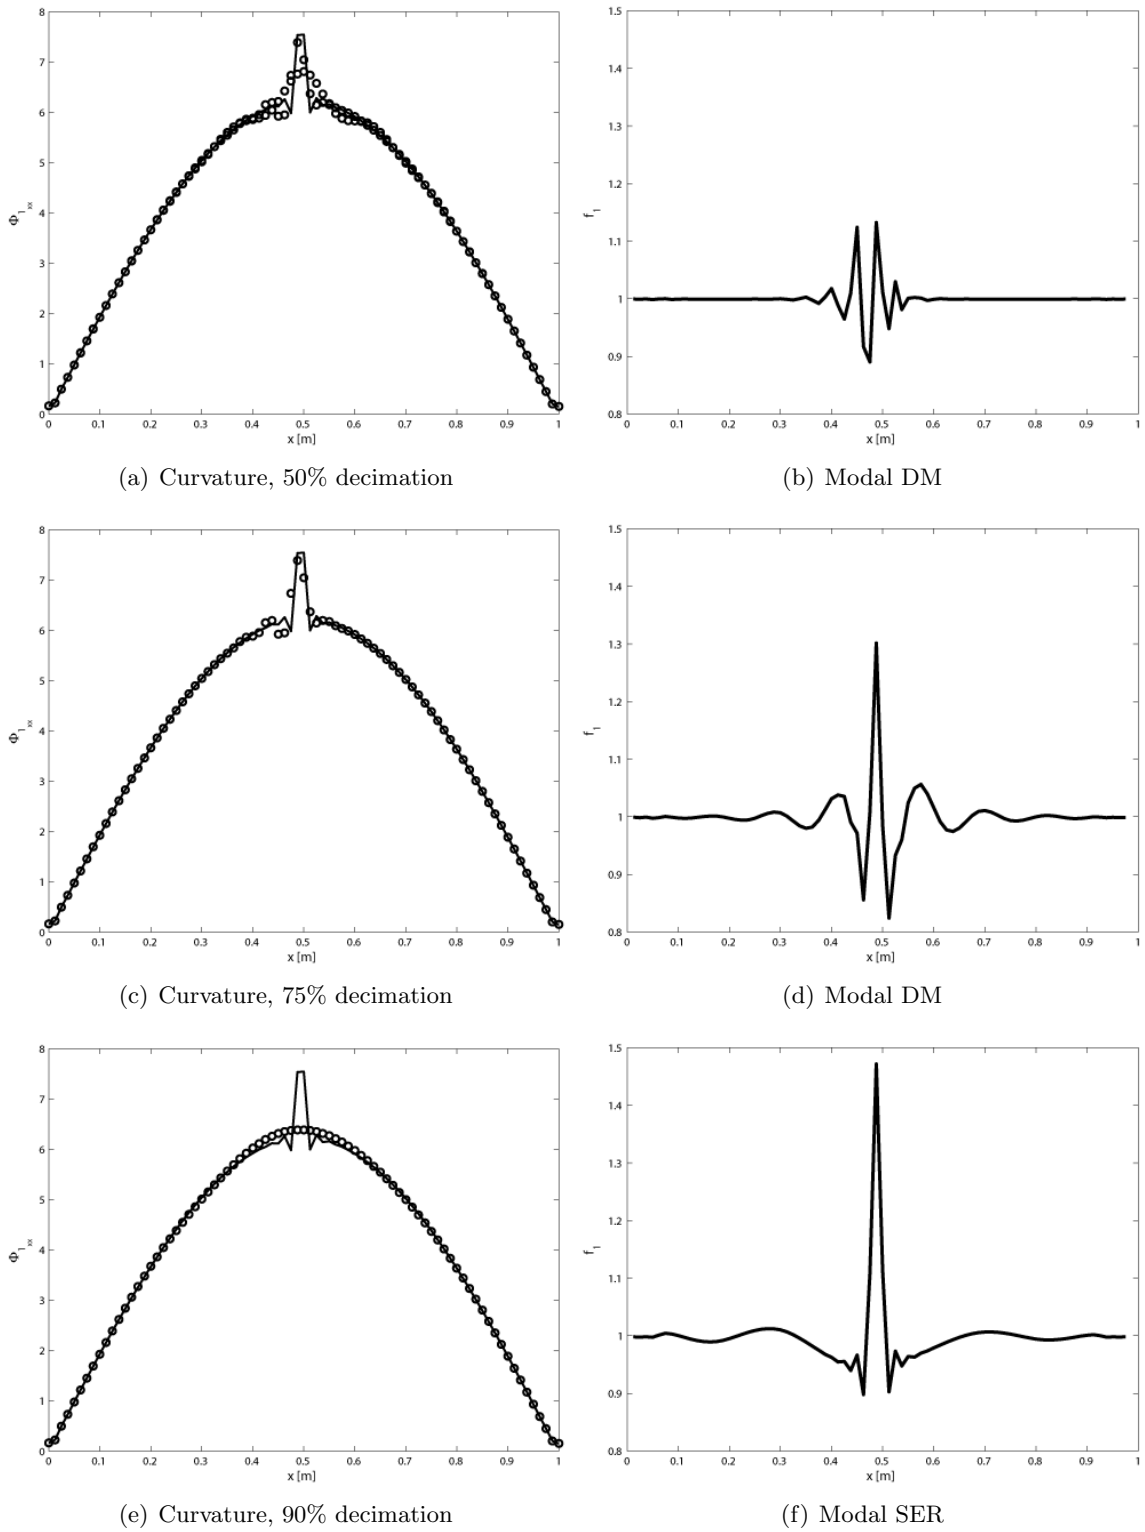 8
7
6
5
4
3
2
1
0
Φ1xx
0 0.1 0.2 0.3 0.4 0.5 0.6 0.7 0.8 0.9 1
x [m]
(a) Curvature, 50% decimation
1.5
1.4
1.3
1.2
1.1
1
0.9
0.8
f1
0 0.1 0.2 0.3 0.4 0.5 0.6 0.7 0.8 0.9 1
x [m]
(b) Modal DM
8
7
6
5
4
3
2
1
0
Φ1xx
0 0.1 0.2 0.3 0.4 0.5 0.6 0.7 0.8 0.9 1
x [m]
(c) Curvature, 75% decimation
1.5
1.4
1.3
1.2
1.1
1
0.9
0.8
f1
0 0.1 0.2 0.3 0.4 0.5 0.6 0.7 0.8 0.9 1
x [m]
(d) Modal DM
8
7
6
5
4
3
2
1
0
Φ1xx
0 0.1 0.2 0.3 0.4 0.5 0.6 0.7 0.8 0.9 1
x [m]
(e) Curvature, 90% decimation
1.5
1.4
1.3
1.2
1.1
1
0.9
0.8
f1
0 0.1 0.2 0.3 0.4 0.5 0.6 0.7 0.8 0.9 1
x [m]
(f) Modal SER